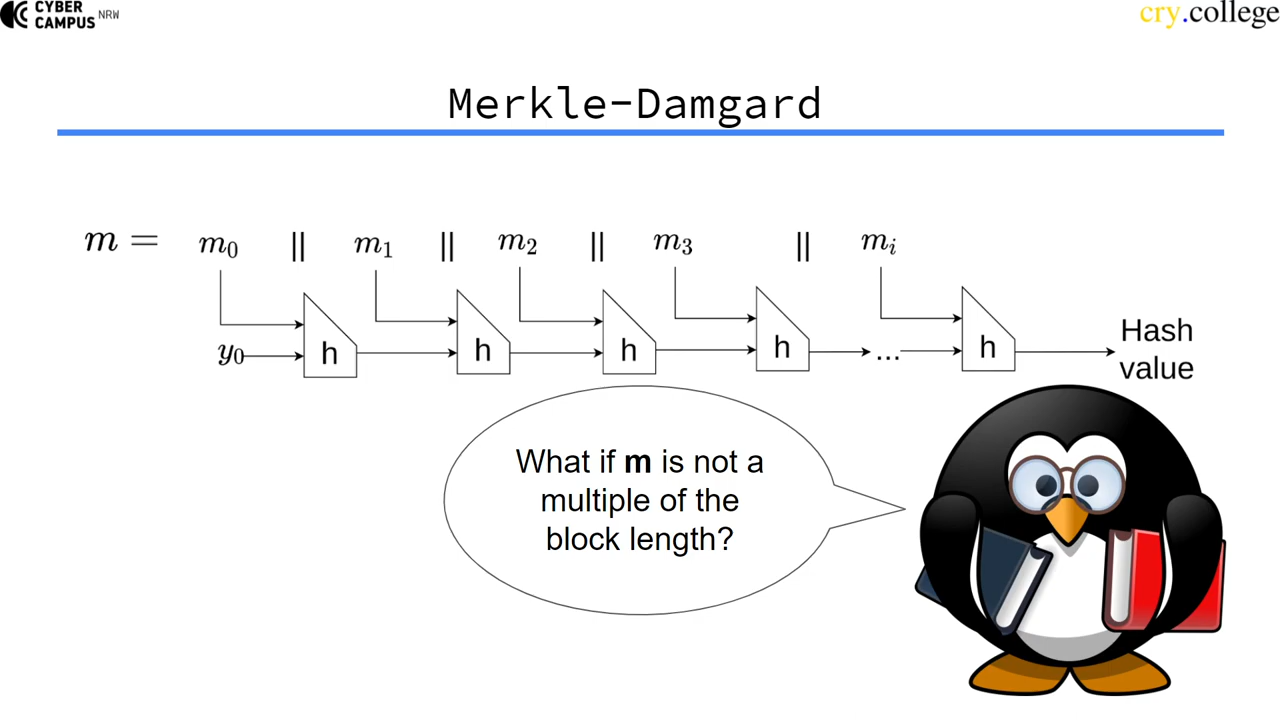 CYBER
CAMPUS NRW
cry.college
Merkle-Damgard
m = m₀ || m₁ || m₂ || m₃ || mᵢ
y₀ h h h h ... h
Hash
value
What if m is not a
multiple of the
block length?